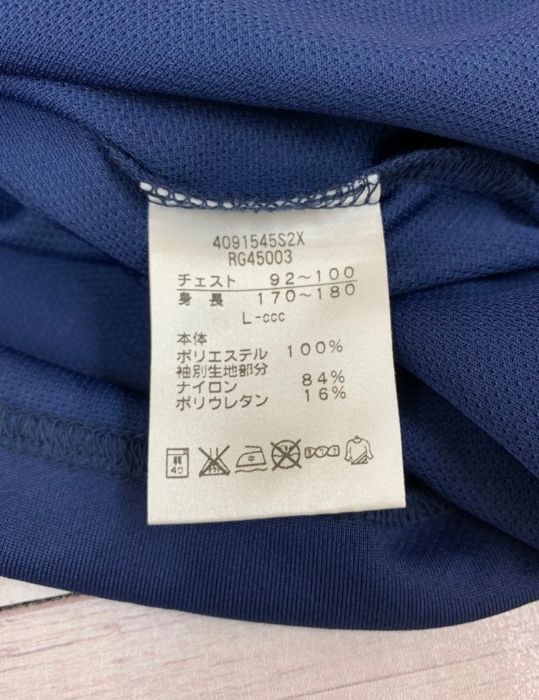 4091545S2X
RG45003
チェスト 92～100
身長 170～180
L-ccc
本体
ポリエステル 100%
袖別生地部分
ナイロン 84%
ポリウレタン 16%
40 中